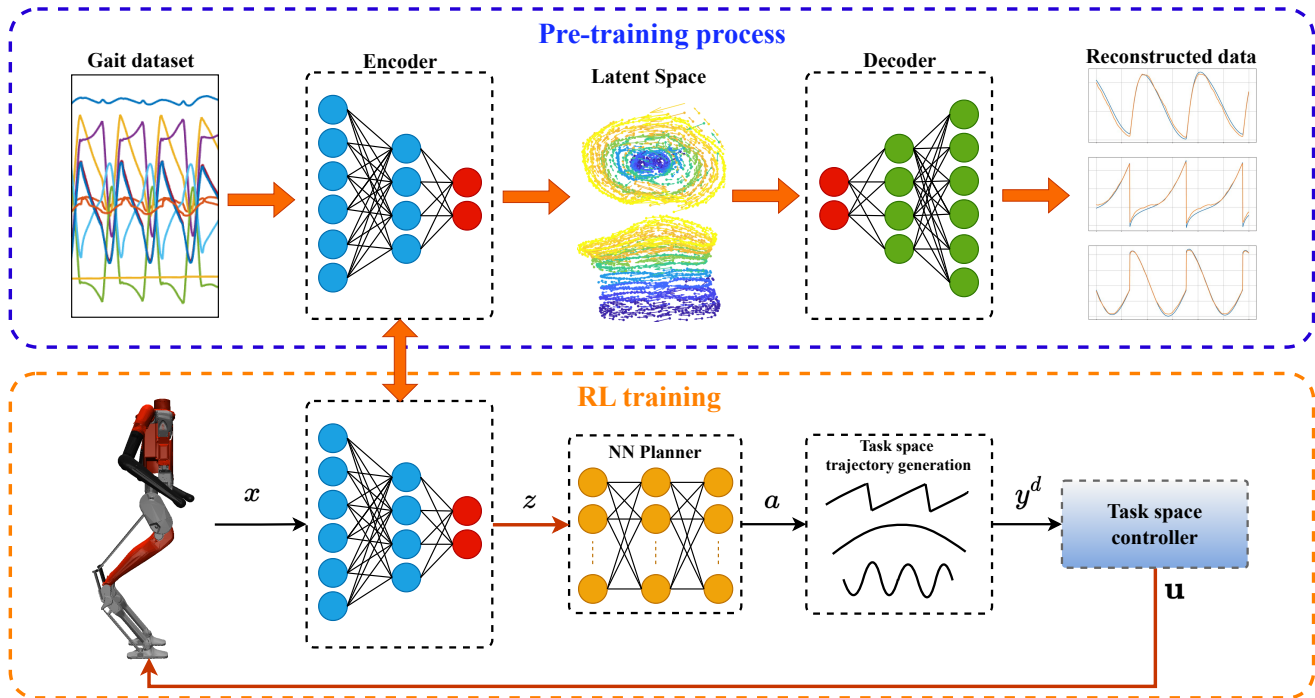 Pre-training process
Gait dataset
Encoder
Latent Space
Decoder
Reconstructed data
RL training
x
z
NN Planner
a
Task space
trajectory generation
y^d
Task space
controller
u